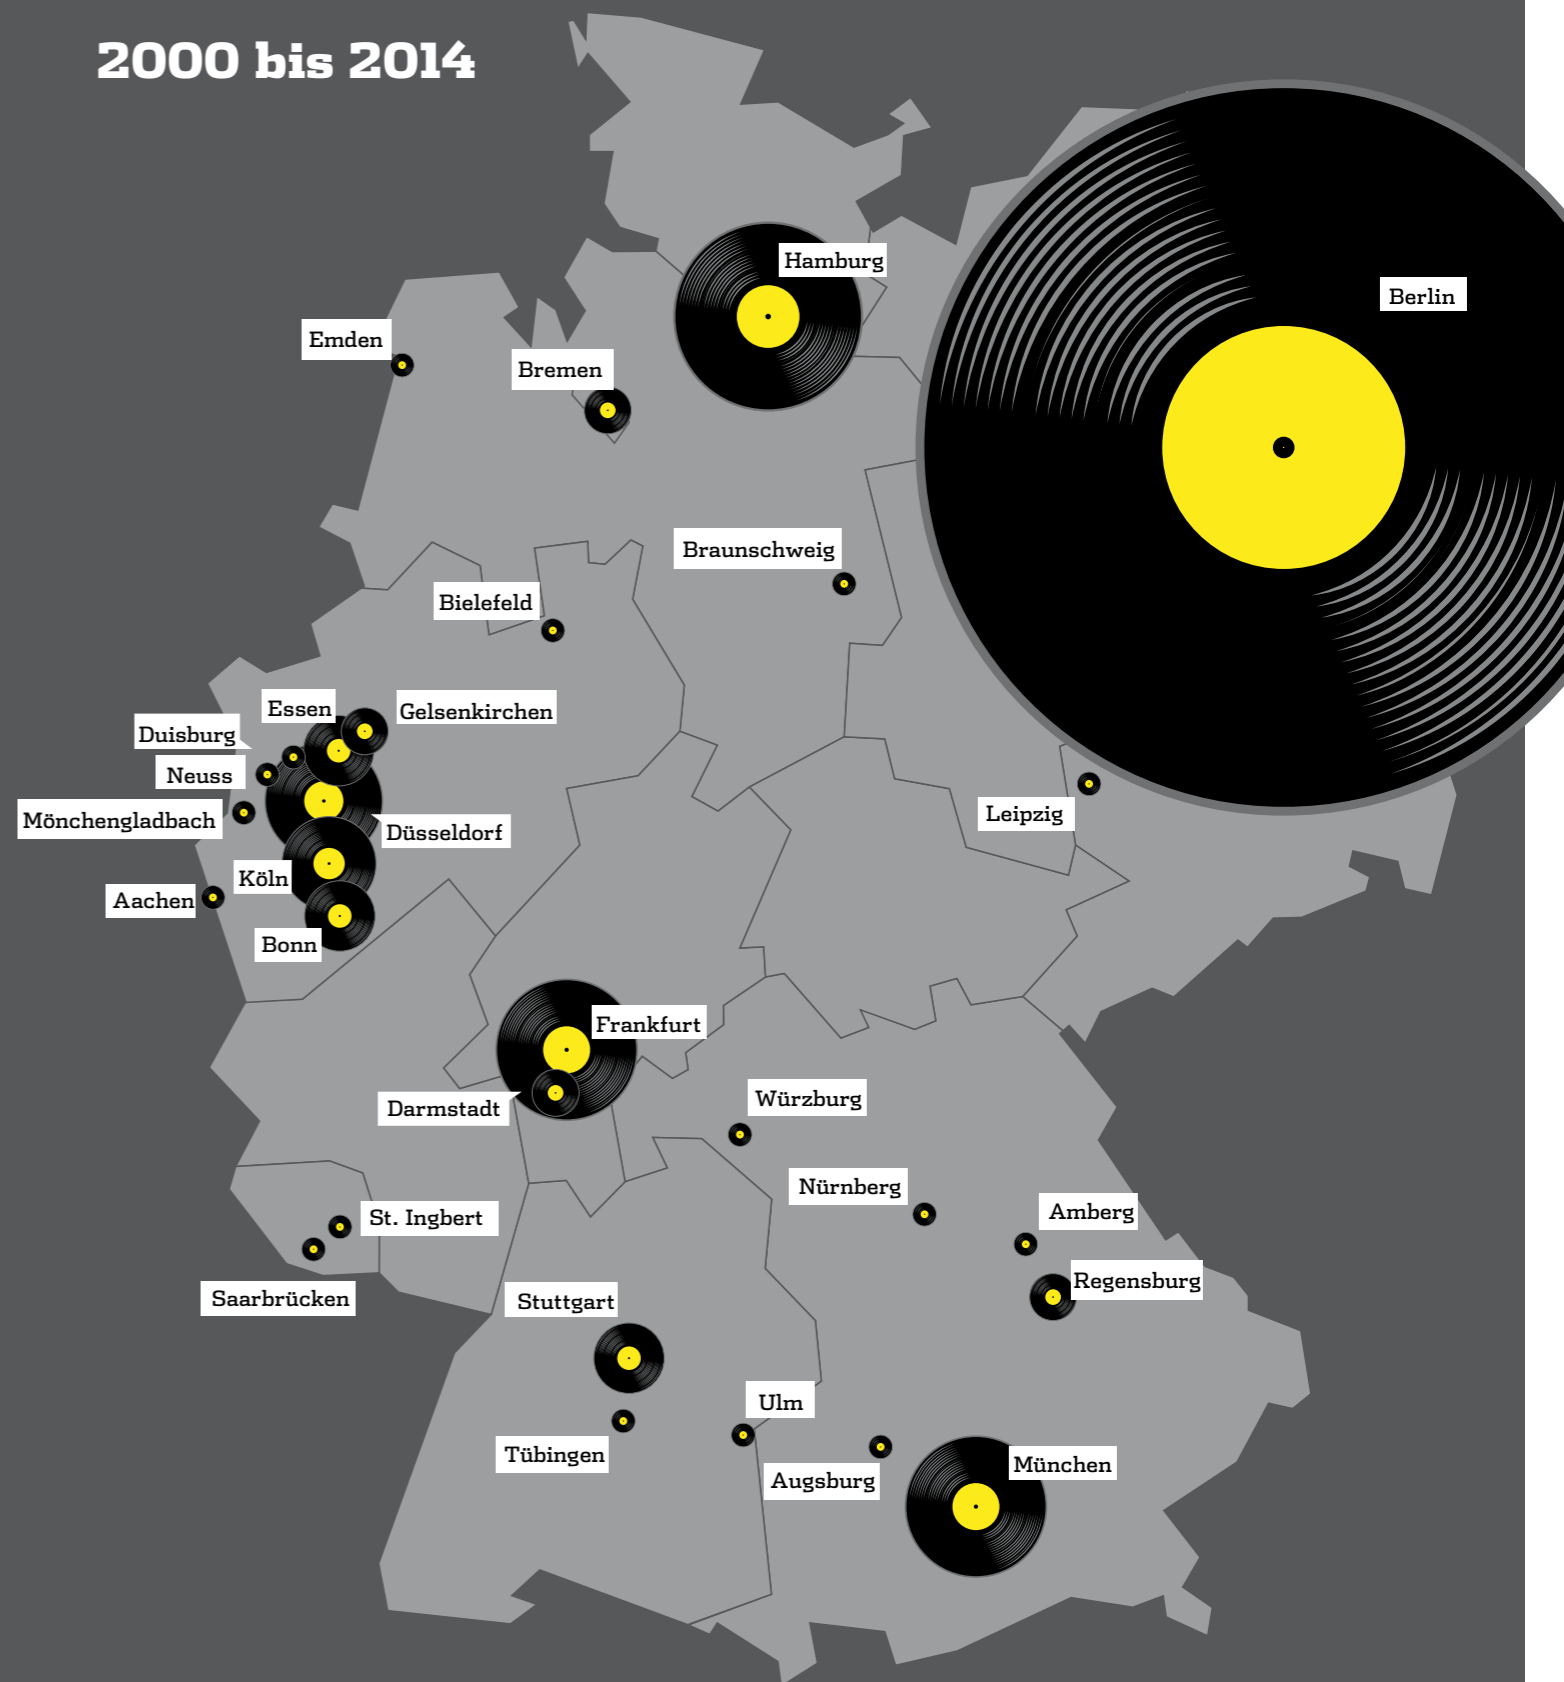 2000 bis 2014
Hamburg
Berlin
Emden
Bremen
Braunschweig
Bielefeld
Essen
Gelsenkirchen
Duisburg
Neuss
Mönchengladbach
Düsseldorf
Leipzig
Köln
Aachen
Bonn
Frankfurt
Darmstadt
Würzburg
Nürnberg
Amberg
St. Ingbert
Regensburg
Saarbrücken
Stuttgart
Ulm
Tübingen
München
Augsburg